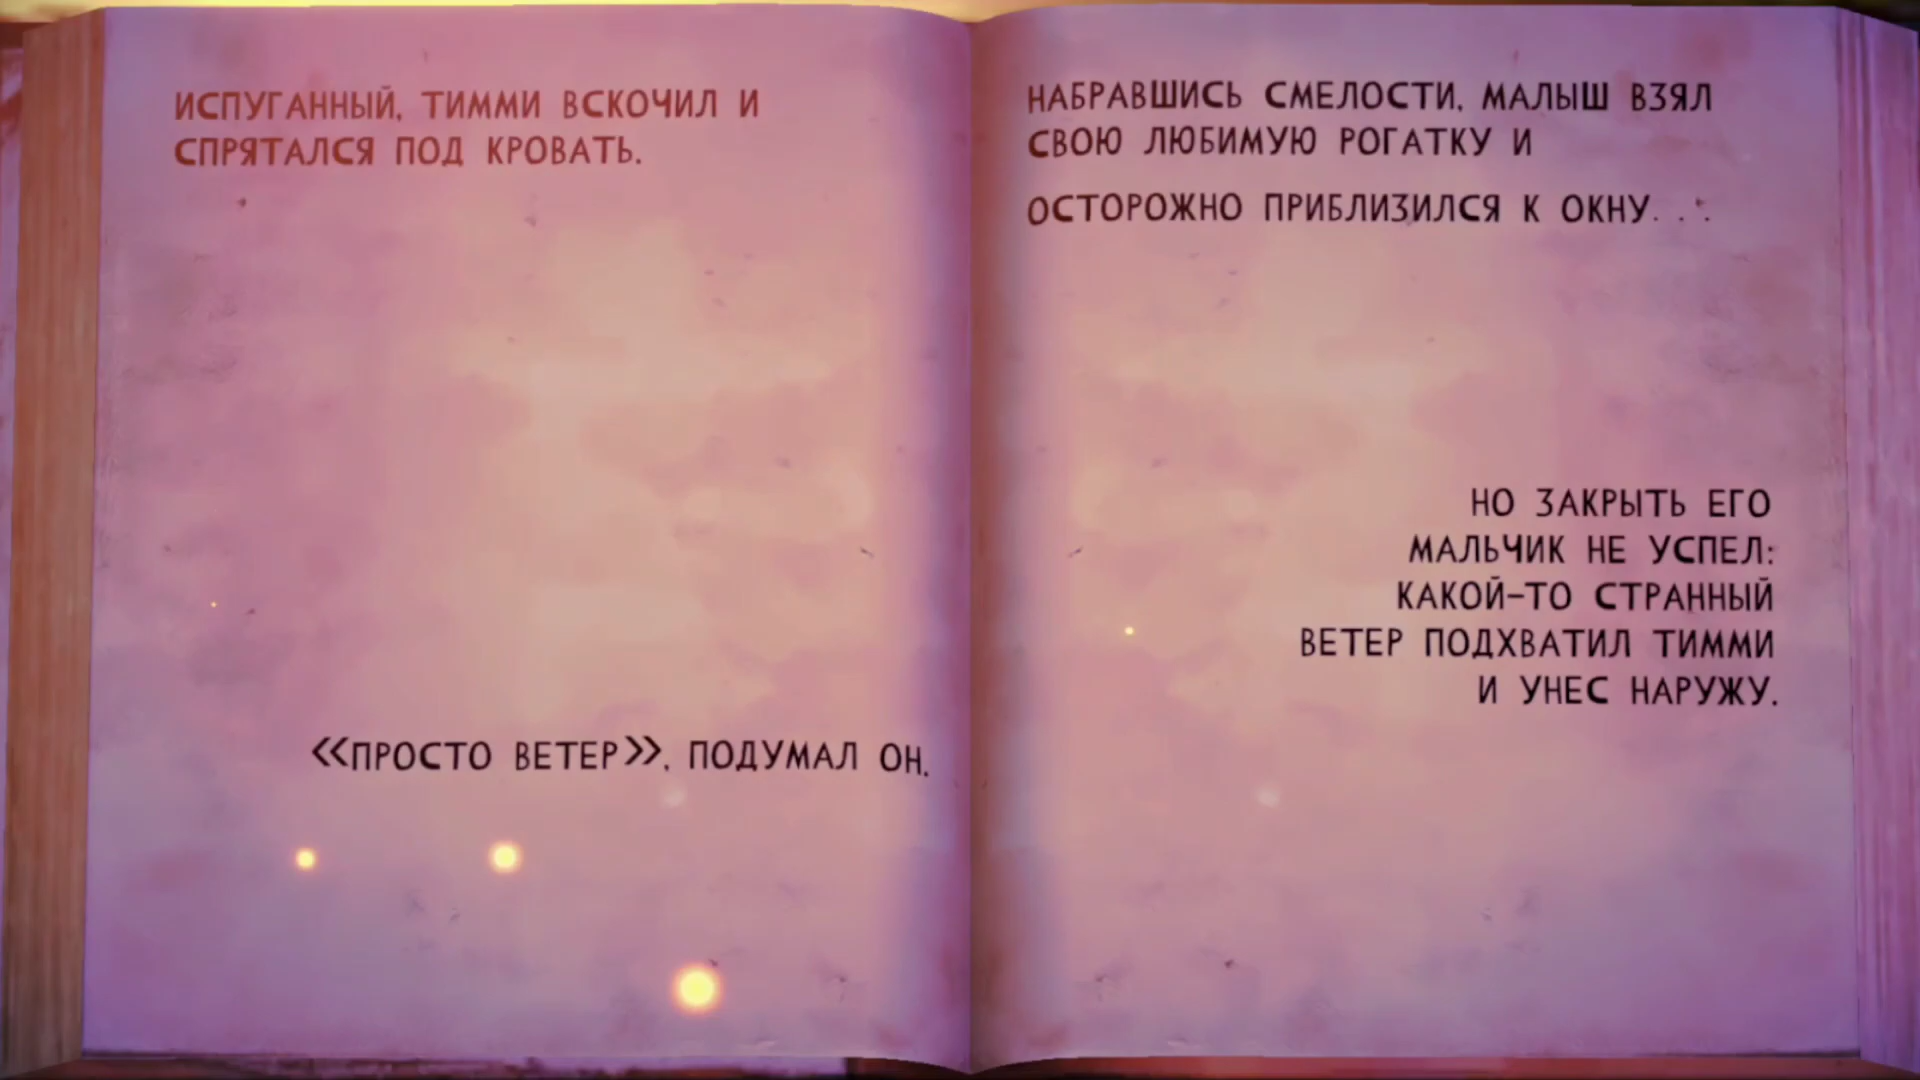 ИСПУГАННЫЙ, ТИММИ ВСКОЧИЛ И
СПРЯТАЛСЯ ПОД КРОВАТЬ.
«ПРОСТО ВЕТЕР», ПОДУМАЛ ОН.
НАБРАВШИСЬ СМЕЛОСТИ, МАЛЫШ ВЗЯЛ
СВОЮ ЛЮБИМУЮ РОГАТКУ И
ОСТОРОЖНО ПРИБЛИЗИЛСЯ К ОКНУ...
НО ЗАКРЫТЬ ЕГО
МАЛЬЧИК НЕ УСПЕЛ:
КАКОЙ-ТО СТРАННЫЙ
ВЕТЕР ПОДХВАТИЛ ТИММИ
И УНЕС НАРУЖУ.